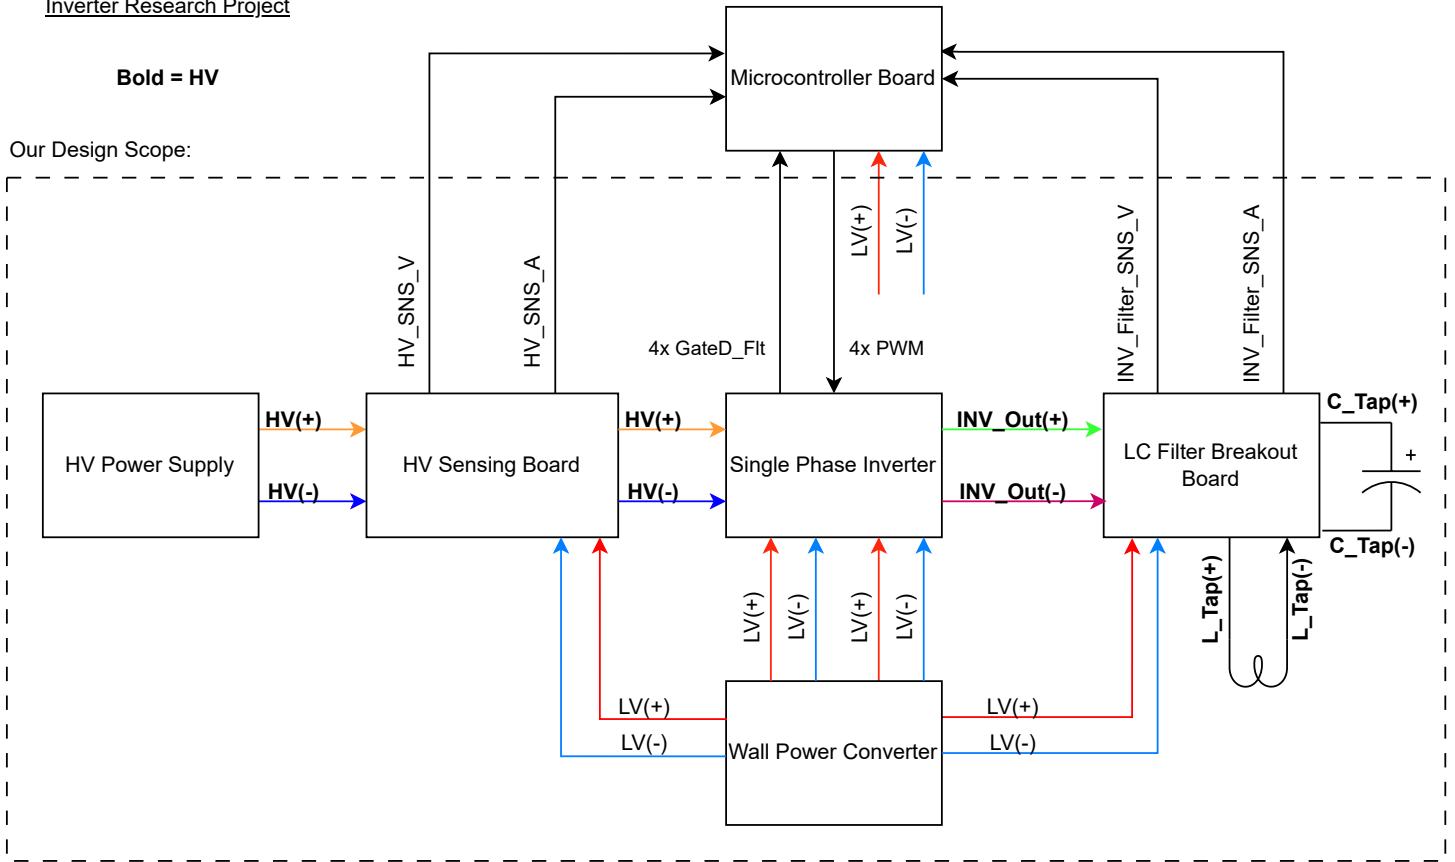 Inverter Research Project
Bold = HV
Our Design Scope:
Microcontroller Board
HV_SNS_V
HV_SNS_A
LV(+)
LV(-)
INV_Filter_SNS_V
INV_Filter_SNS_A
4x GateD_Flt
4x PWM
HV Power Supply
HV(+)
HV(-)
HV Sensing Board
HV(+)
HV(-)
Single Phase Inverter
INV_Out(+)
INV_Out(-)
LC Filter Breakout
Board
C_Tap(+)
+
C_Tap(-)
L_Tap(+)
L_Tap(-)
LV(+)
LV(-)
LV(+)
LV(-)
LV(+)
LV(-)
Wall Power Converter
LV(+)
LV(-)